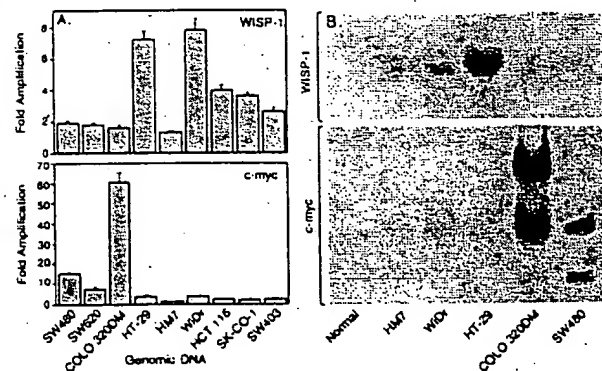 A.
WISP-1
Fold Amplification
8
6
4
2
0
c-myc
Fold Amplification
70
60
50
40
30
20
10
0
SW480
SW620
COLO 320DM
HT-29
HM7
WiDr
HCT 116
SK-CO-1
SW403
Genomic DNA
B.
WISP-1
c-myc
Normal
HM7
WiDr
HT-29
COLO 320DM
SW480